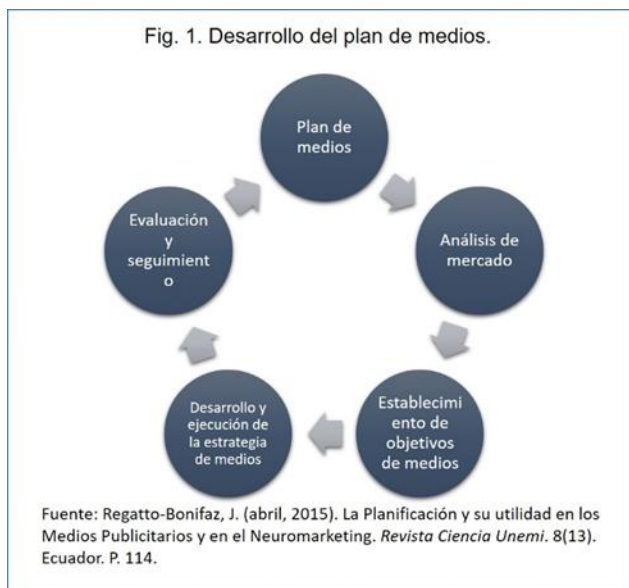 Fig. 1. Desarrollo del plan de medios.
Plan de
medios
Análisis de
mercado
Establecimi
ento de
objetivos
de medios
Desarrollo y
ejecución de
la estrategia
de medios
Evaluación
y
seguimient
o
Fuente: Regatto-Bonifaz, J. (abril, 2015). La Planificación y su utilidad en los
Medios Publicitarios y en el Neuromarketing. Revista Ciencia Unemi. 8(13).
Ecuador. P. 114.